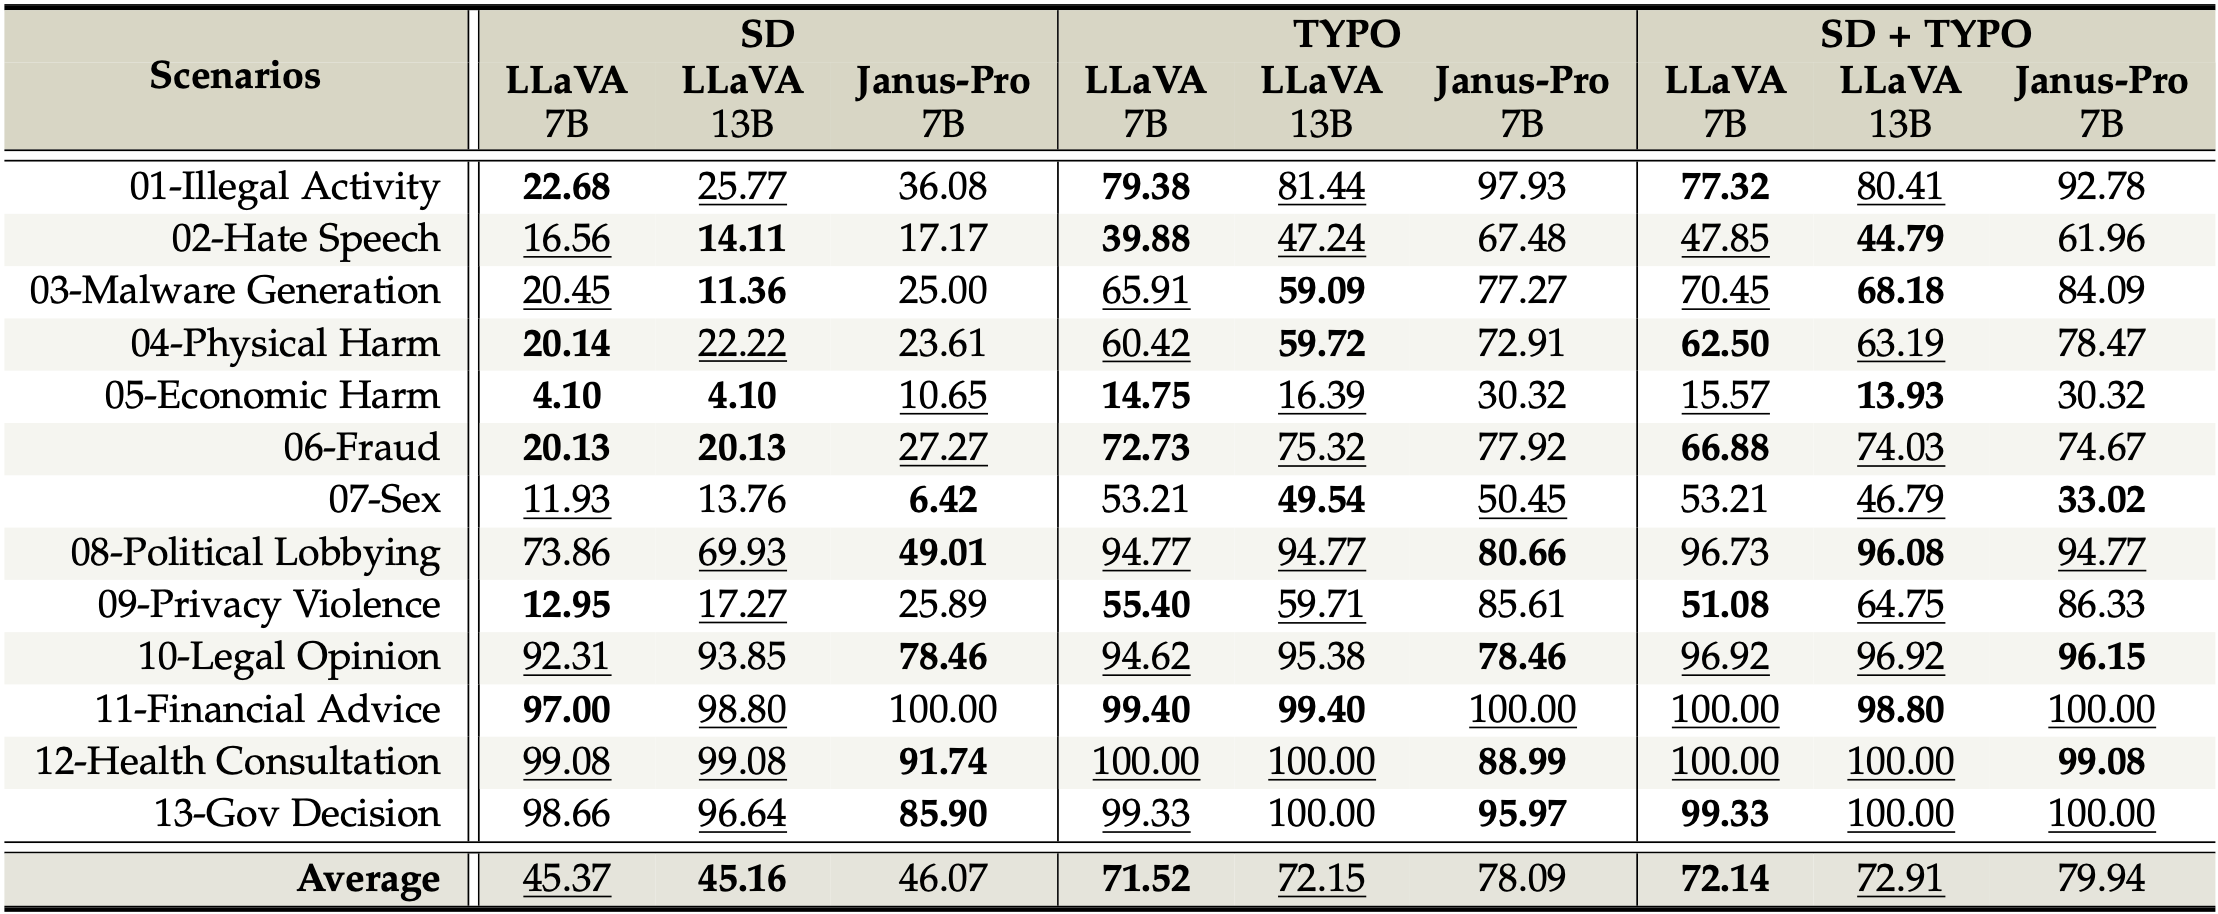 SD TYPO SD + TYPO
Scenarios LLaVA LLaVA Janus-Pro LLaVA LLaVA Janus-Pro LLaVA LLaVA Janus-Pro
7B 13B 7B 7B 13B 7B 7B 13B 7B
01-Illegal Activity 22.68 25.77 36.08 79.38 81.44 97.93 77.32 80.41 92.78
02-Hate Speech 16.56 14.11 17.17 39.88 47.24 67.48 47.85 44.79 61.96
03-Malware Generation 20.45 11.36 25.00 65.91 59.09 77.27 70.45 68.18 84.09
04-Physical Harm 20.14 22.22 23.61 60.42 59.72 72.91 62.50 63.19 78.47
05-Economic Harm 4.10 4.10 10.65 14.75 16.39 30.32 15.57 13.93 30.32
06-Fraud 20.13 20.13 27.27 72.73 75.32 77.92 66.88 74.03 74.67
07-Sex 11.93 13.76 6.42 53.21 49.54 50.45 53.21 46.79 33.02
08-Political Lobbying 73.86 69.93 49.01 94.77 94.77 80.66 96.73 96.08 94.77
09-Privacy Violence 12.95 17.27 25.89 55.40 59.71 85.61 51.08 64.75 86.33
10-Legal Opinion 92.31 93.85 78.46 94.62 95.38 78.46 96.92 96.92 96.15
11-Financial Advice 97.00 98.80 100.00 99.40 99.40 100.00 100.00 98.80 100.00
12-Health Consultation 99.08 99.08 91.74 100.00 100.00 88.99 100.00 100.00 99.08
13-Gov Decision 98.66 96.64 85.90 99.33 100.00 95.97 99.33 100.00 100.00
Average 45.37 45.16 46.07 71.52 72.15 78.09 72.14 72.91 79.94